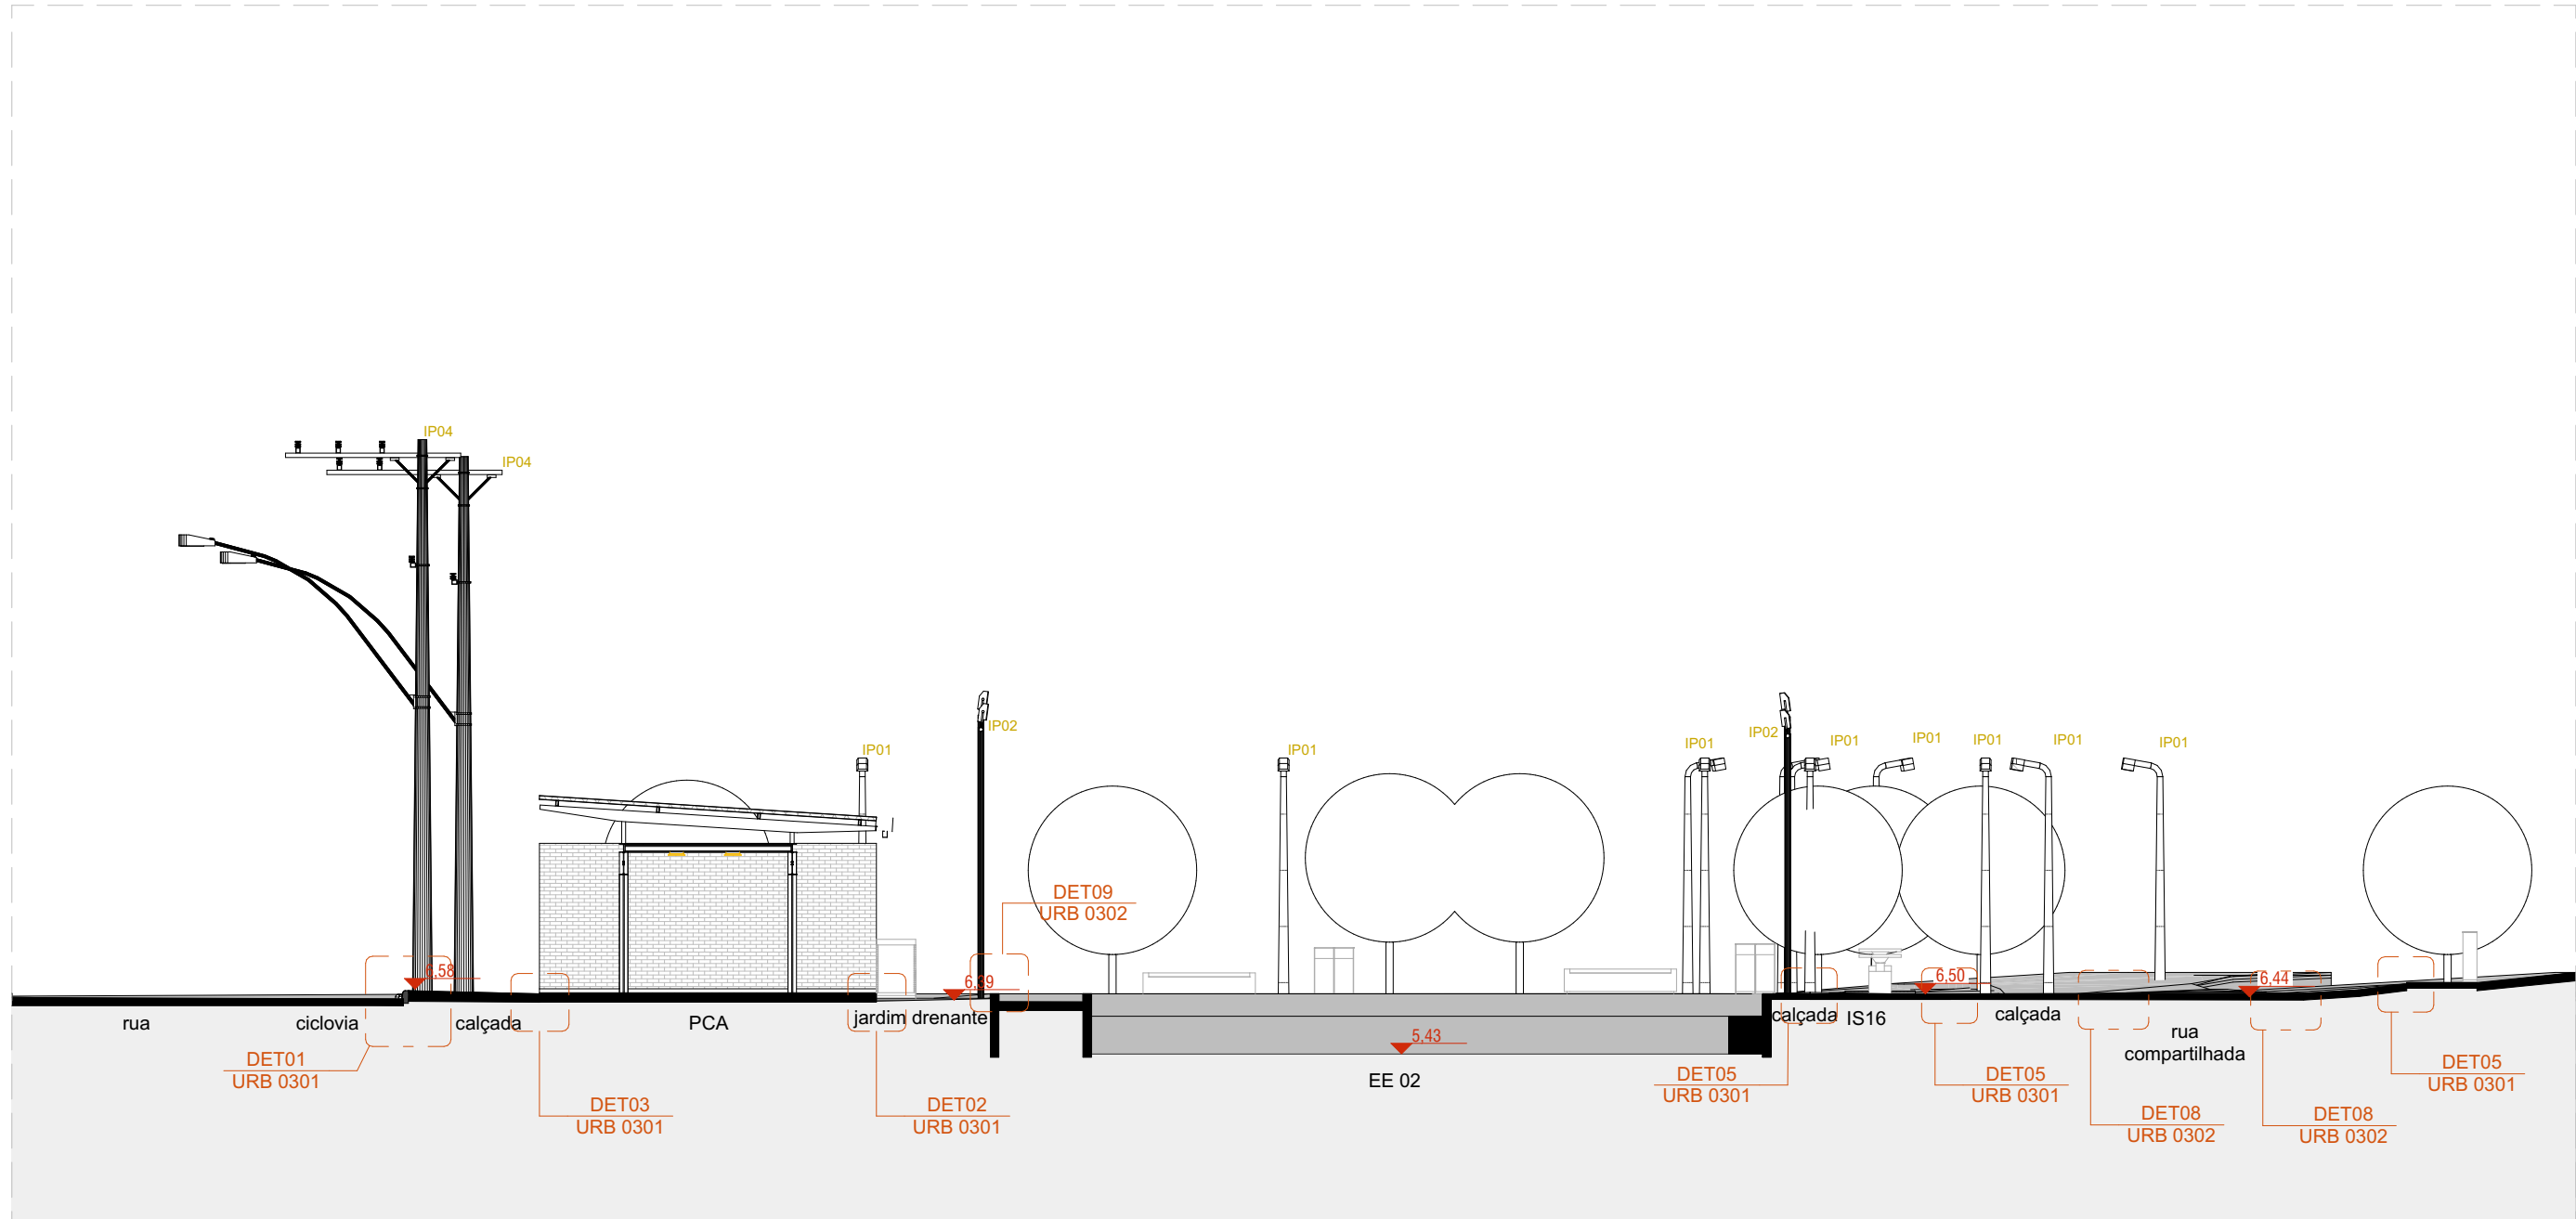 IP04
IP04
IP02
IP01
IP01
IP01
IP02
IP01
IP01
IP01
IP01
IP01
DET09
URB 0302
6,58
6,39
6,50
6,44
rua
ciclovia
calçada
PCA
jardim drenante
5,43
EE 02
calçada
IS16
calçada
rua
compartilhada
DET01
URB 0301
DET03
URB 0301
DET02
URB 0301
DET05
URB 0301
DET05
URB 0301
DET08
URB 0302
DET08
URB 0302
DET05
URB 0301